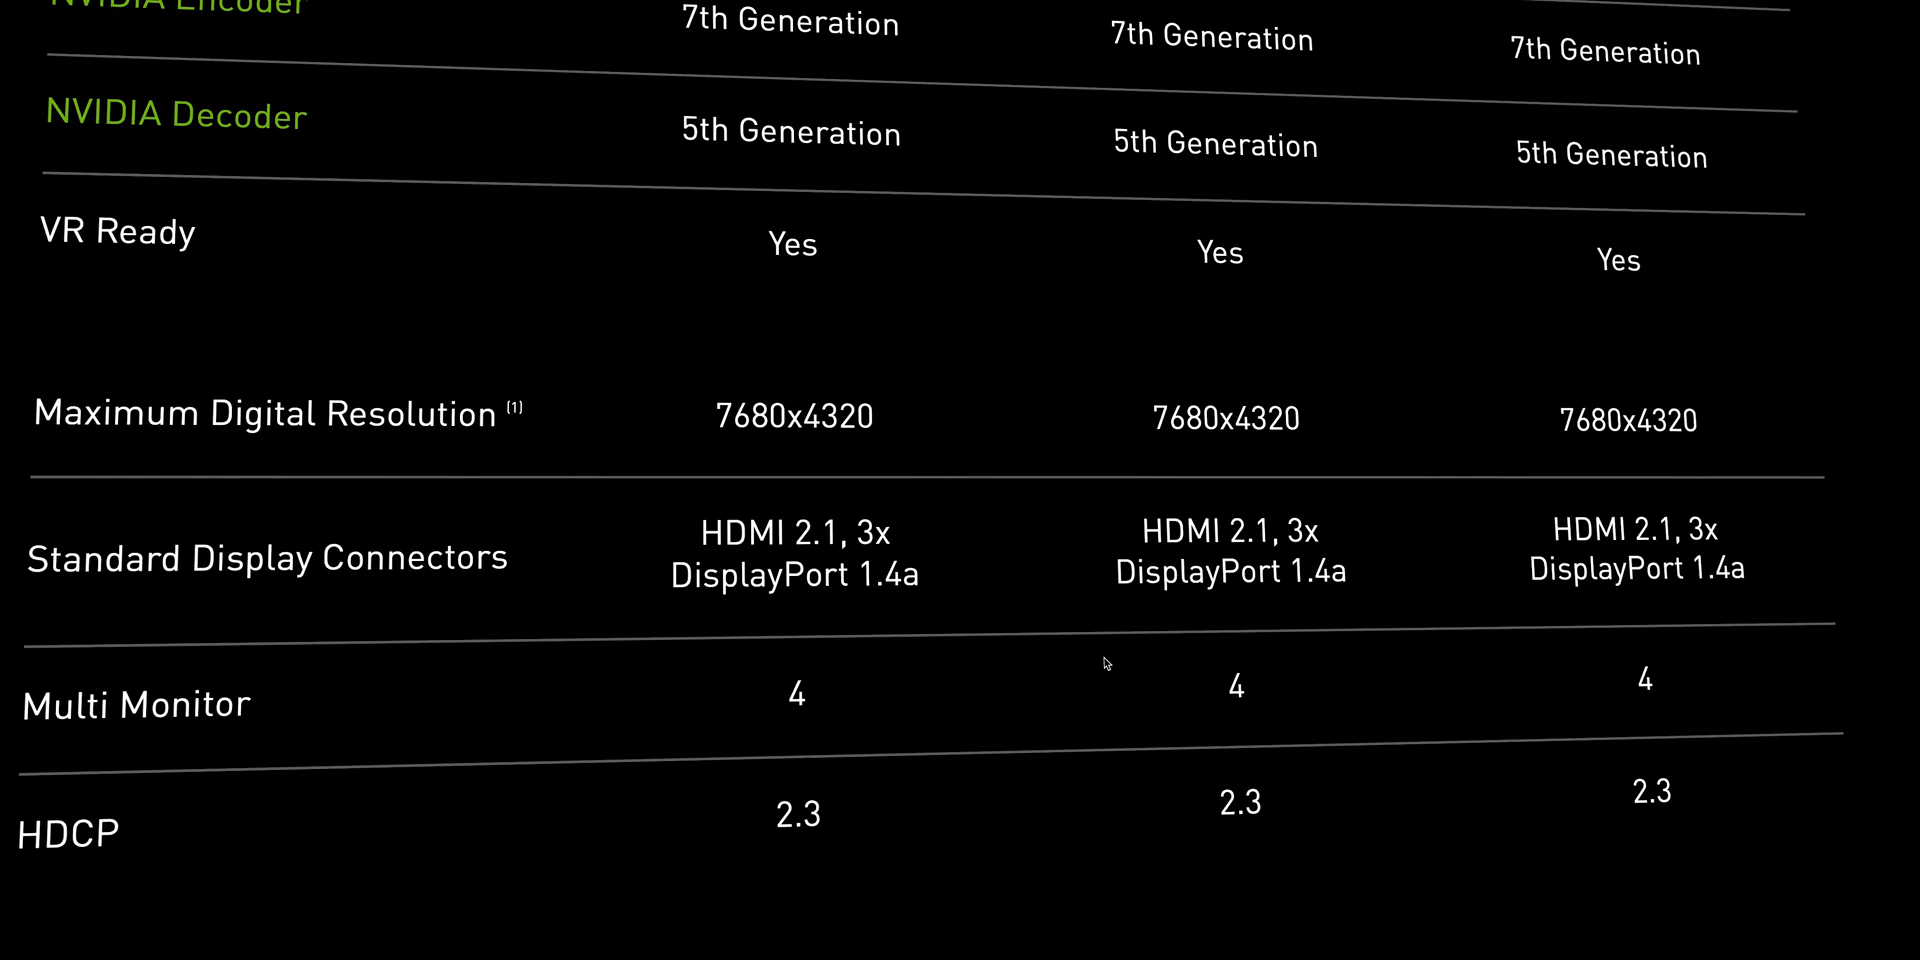 NVIDIA Encoder 7th Generation 7th Generation 7th Generation
NVIDIA Decoder 5th Generation 5th Generation 5th Generation
VR Ready Yes Yes Yes
Maximum Digital Resolution (1) 7680x4320 7680x4320 7680x4320
Standard Display Connectors HDMI 2.1, 3x HDMI 2.1, 3x HDMI 2.1, 3x
DisplayPort 1.4a DisplayPort 1.4a DisplayPort 1.4a
Multi Monitor 4 4 4
HDCP 2.3 2.3 2.3